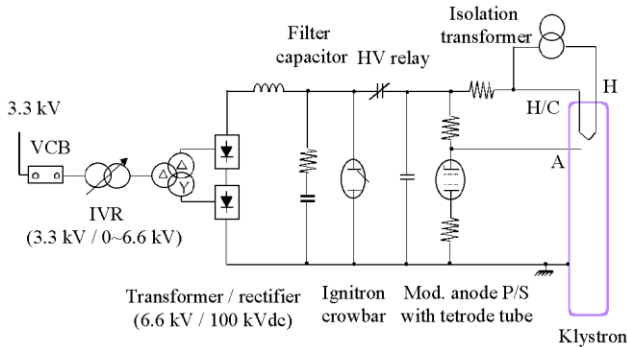 Isolation
transformer
Filter
capacitor
HV relay
H
H/C
3.3 kV
VCB
A
Δ
Δ
Y
IVR
(3.3 kV / 0~6.6 kV)
Transformer / rectifier
(6.6 kV / 100 kVdc)
Ignitron
crowbar
Mod. anode P/S
with tetrode tube
Klystron